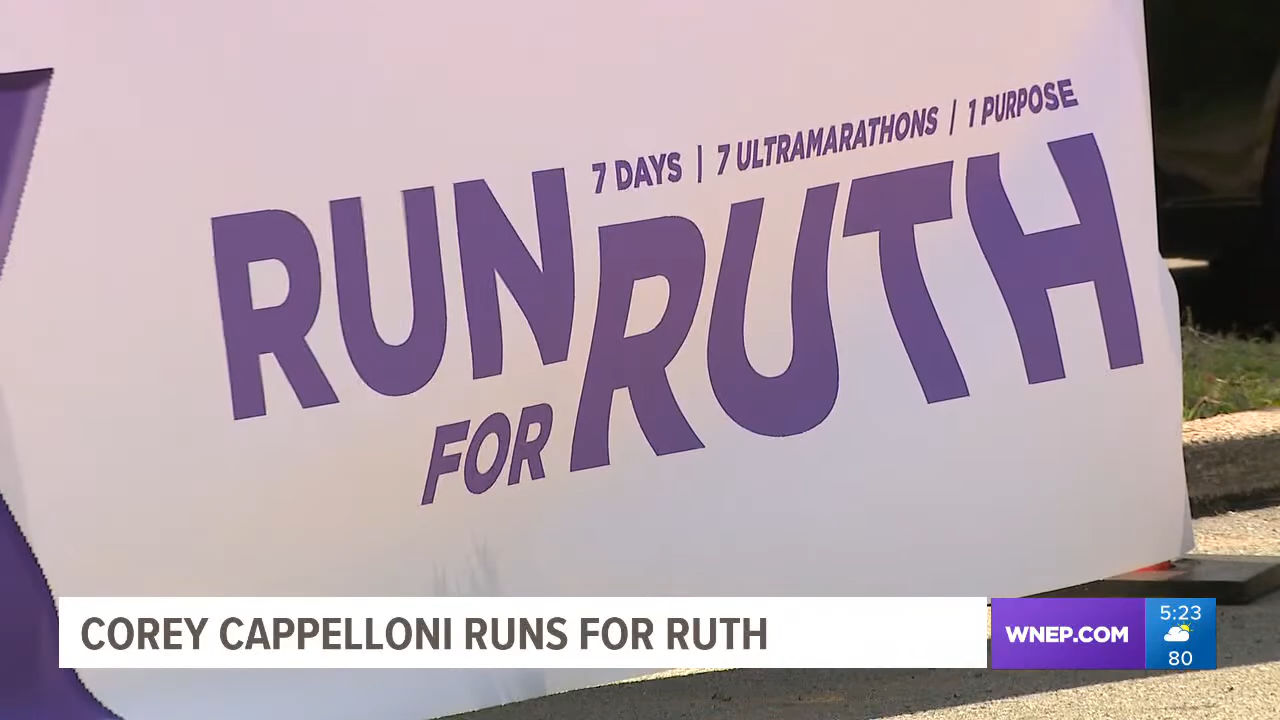 7 DAYS | 7 ULTRAMARATHONS | 1 PURPOSE
RUN
FOR RUTH
COREY CAPPELLONI RUNS FOR RUTH
WNEP.COM
5:23
80